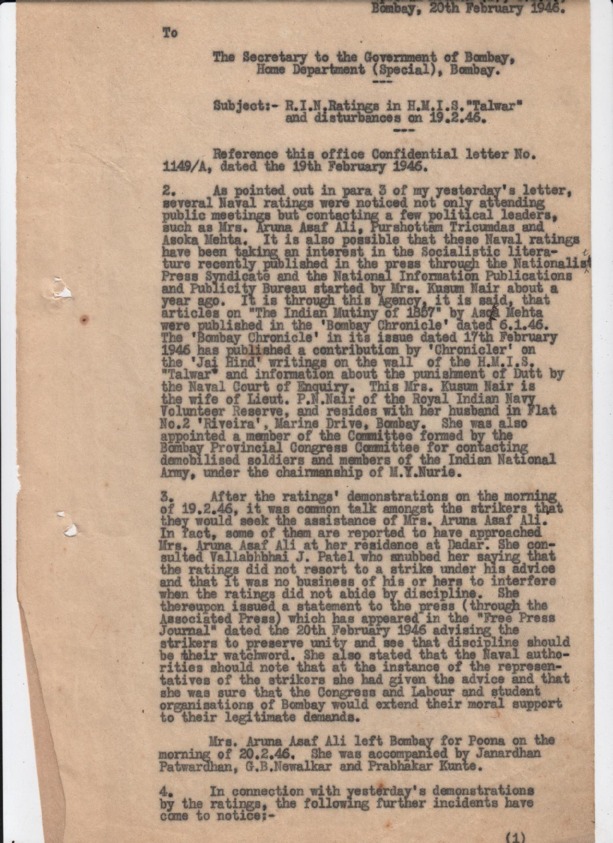 Bombay, 20th February 1946.
To
The Secretary to the Government of Bombay,
Home Department (Special), Bombay.
---
Subject:- R.I.N.Ratings in H.M.I.S."Talwar"
and disturbances on 19.2.46.
---
Reference this office Confidential letter No.
1149/A, dated the 19th February 1946.
2. As pointed out in para 3 of my yesterday's letter,
several Naval ratings were noticed not only attending
public meetings but contacting a few political leaders,
such as Mrs. Aruna Asaf Ali, Purshottam Tricumdas and
Asoka Mehta. It is also possible that these Naval ratings
have been taking an interest in the Socialistic litera-
ture recently published in the press through the Nationalist
Press Syndicate and the National Information Publications
and Publicity Bureau started by Mrs. Kusum Nair about a
year ago. It is through this Agency, it is said, that
articles on "The Indian Mutiny of 1857" by Asoka Mehta
were published in the 'Bombay Chronicle' dated 6.1.46.
The 'Bombay Chronicle' in its issue dated 17th February
1946 has published a contribution by 'Chronicler' on
the 'Jai Hind' writings on the wall of the H.M.I.S.
"Talwar" and information about the punishment of Dutt by
the Naval Court of Enquiry. This Mrs. Kusum Nair is
the wife of Lieut. P.N.Nair of the Royal Indian Navy
Volunteer Reserve, and resides with her husband in Flat
No.2 'Riveira', Marine Drive, Bombay. She was also
appointed a member of the Committee formed by the
Bombay Provincial Congress Committee for contacting
demobilised soldiers and members of the Indian National
Army, under the chairmanship of M.Y.Nurie.
3. After the ratings' demonstrations on the morning
of 19.2.46, it was common talk amongst the strikers that
they would seek the assistance of Mrs. Aruna Asaf Ali.
In fact, some of them are reported to have approached
Mrs. Aruna Asaf Ali at her residence at Dadar. She con-
sulted Vallabhbhai J. Patel who snubbed her saying that
the ratings did not resort to a strike under his advice
and that it was no business of his or hers to interfere
when the ratings did not abide by discipline. She
thereupon issued a statement to the press (through the
Associated Press) which has appeared in the "Free Press
Journal" dated the 20th February 1946 advising the
strikers to preserve unity and see that discipline should
be their watchword. She also stated that the Naval autho-
rities should note that at the instance of the represen-
tatives of the strikers she had given the advice and that
she was sure that the Congress and Labour and student
organisations of Bombay would extend their moral support
to their legitimate demands.
Mrs. Aruna Asaf Ali left Bombay for Poona on the
morning of 20.2.46. She was accompanied by Janardhan
Patwardhan, G.B.Newalkar and Prabhakar Kunte.
4. In connection with yesterday's demonstrations
by the ratings, the following further incidents have
come to notice:-
(1)